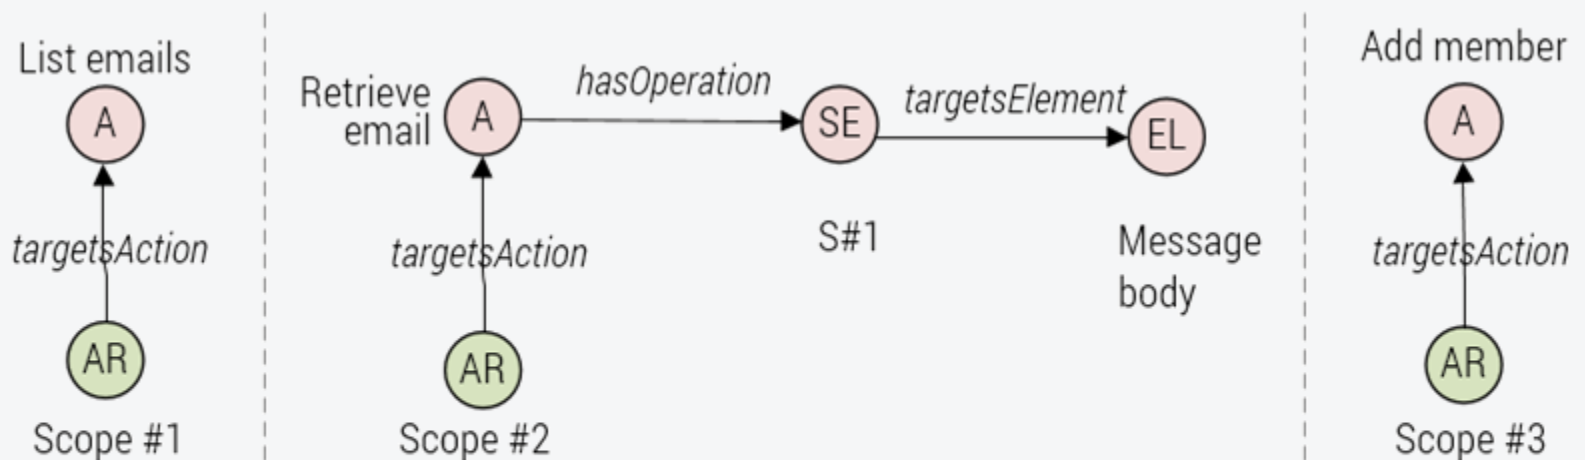 List emails
A
targetsAction
AR
Scope #1
Retrieve
email
A
hasOperation
SE
targetsElement
EL
S#1
Message
body
targetsAction
AR
Scope #2
Add member
A
targetsAction
AR
Scope #3